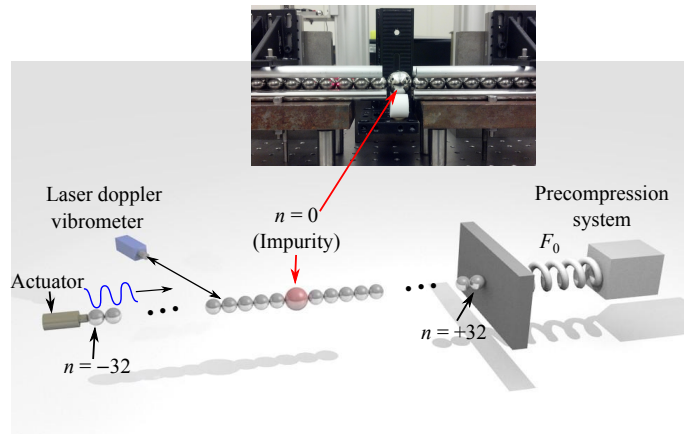 Laser doppler
vibrometer
n = 0
(Impurity)
Precompression
system
F₀
Actuator
n = −32
n = +32